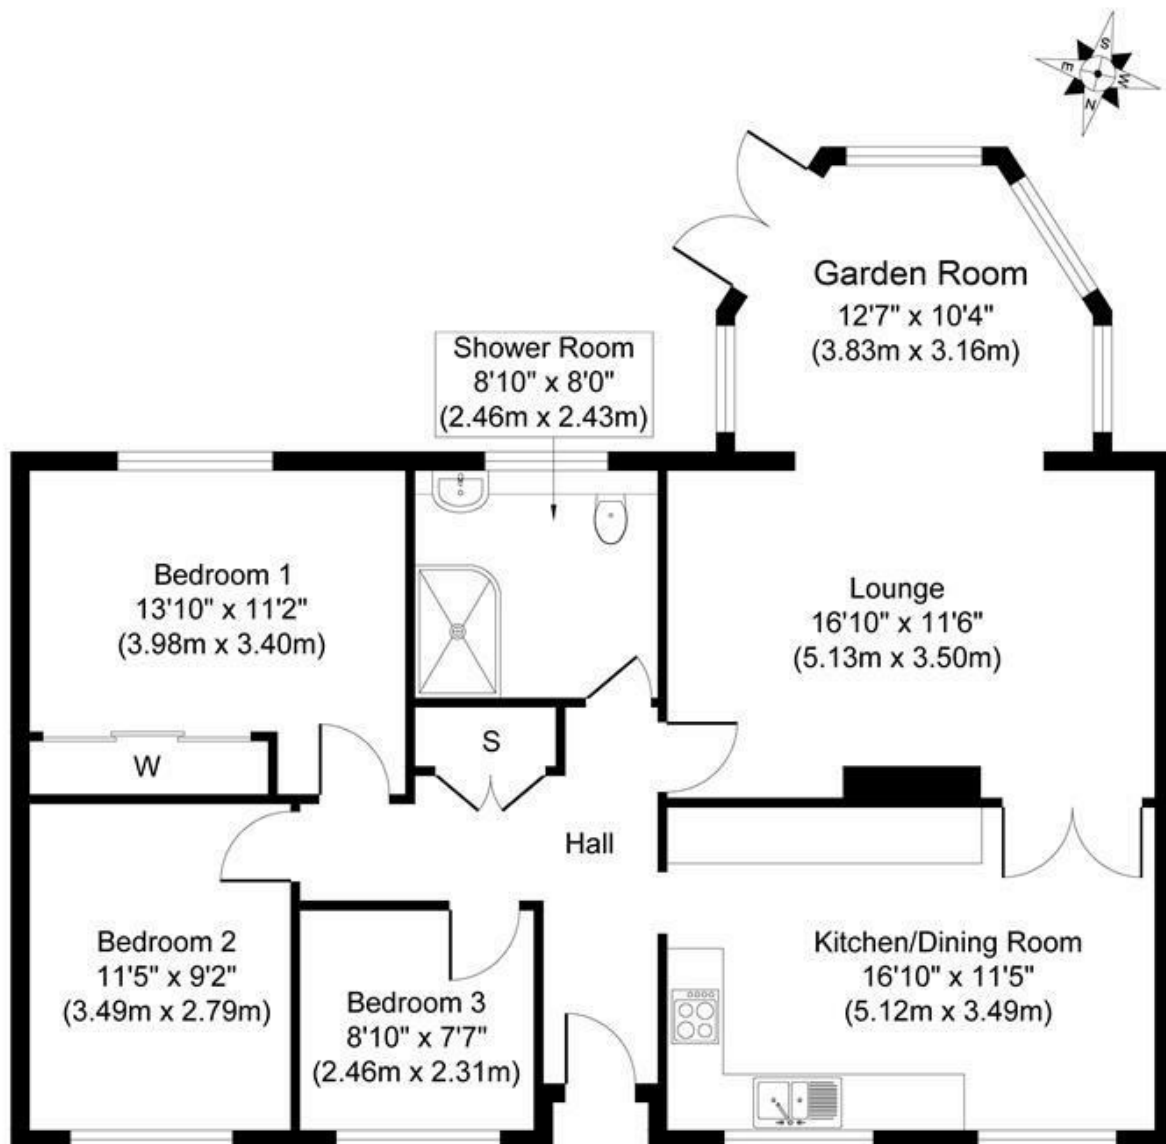 S
E
W
N
Garden Room
12'7" x 10'4"
(3.83m x 3.16m)
Shower Room
8'10" x 8'0"
(2.46m x 2.43m)
Bedroom 1
13'10" x 11'2"
(3.98m x 3.40m)
Lounge
16'10" x 11'6"
(5.13m x 3.50m)
W
S
Hall
Bedroom 2
11'5" x 9'2"
(3.49m x 2.79m)
Kitchen/Dining Room
16'10" x 11'5"
(5.12m x 3.49m)
Bedroom 3
8'10" x 7'7"
(2.46m x 2.31m)